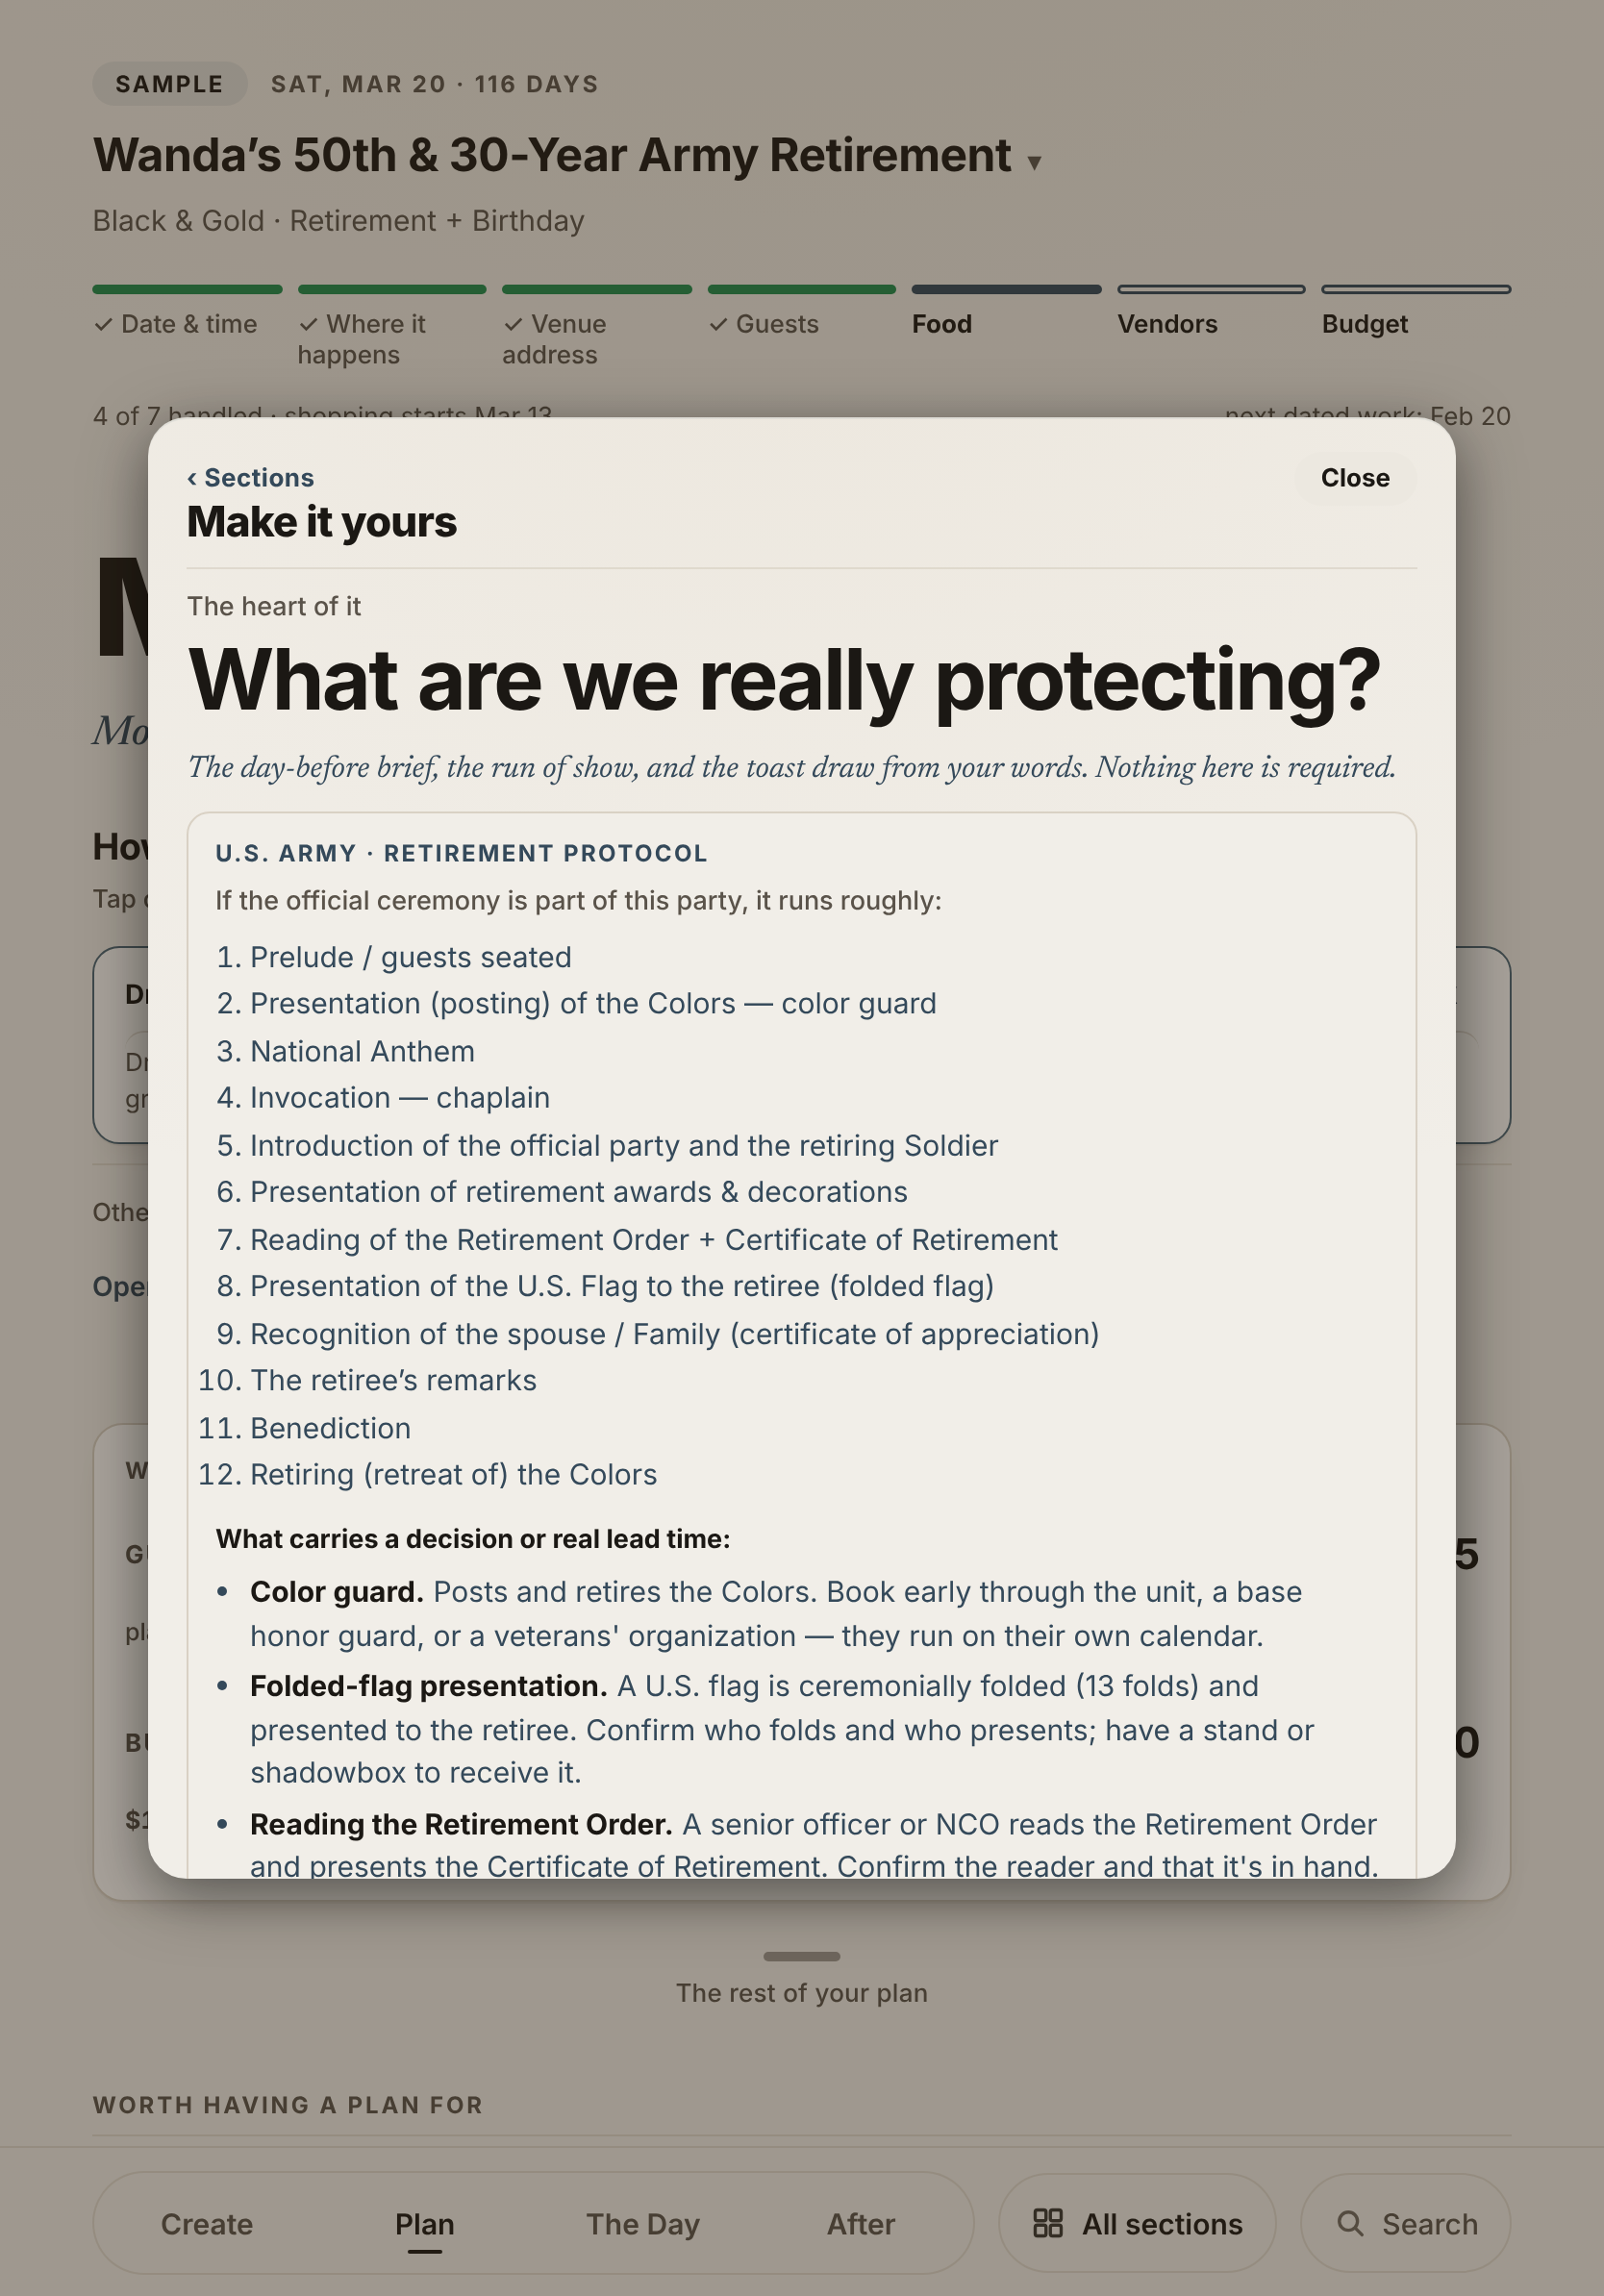 SAMPLE SAT, MAR 20 · 116 DAYS
Wanda’s 50th & 30-Year Army Retirement ▾
Black & Gold · Retirement + Birthday
✓ Date & time
✓ Where it
happens
✓ Venue
address
✓ Guests
Food
Vendors
Budget
4 of 7 handled · shopping starts Mar 13
next dated work: Feb 20
‹ Sections
Close
Make it yours
The heart of it
What are we really protecting?
The day-before brief, the run of show, and the toast draw from your words. Nothing here is required.
U.S. ARMY · RETIREMENT PROTOCOL
If the official ceremony is part of this party, it runs roughly:
1. Prelude / guests seated
2. Presentation (posting) of the Colors — color guard
3. National Anthem
4. Invocation — chaplain
5. Introduction of the official party and the retiring Soldier
6. Presentation of retirement awards & decorations
7. Reading of the Retirement Order + Certificate of Retirement
8. Presentation of the U.S. Flag to the retiree (folded flag)
9. Recognition of the spouse / Family (certificate of appreciation)
10. The retiree’s remarks
11. Benediction
12. Retiring (retreat of) the Colors
What carries a decision or real lead time:
• Color guard. Posts and retires the Colors. Book early through the unit, a base
honor guard, or a veterans' organization — they run on their own calendar.
• Folded-flag presentation. A U.S. flag is ceremonially folded (13 folds) and
presented to the retiree. Confirm who folds and who presents; have a stand or
shadowbox to receive it.
• Reading the Retirement Order. A senior officer or NCO reads the Retirement Order
and presents the Certificate of Retirement. Confirm the reader and that it's in hand.
Tap
The rest of your plan
WORTH HAVING A PLAN FOR
Create
Plan
The Day
After
All sections
Search